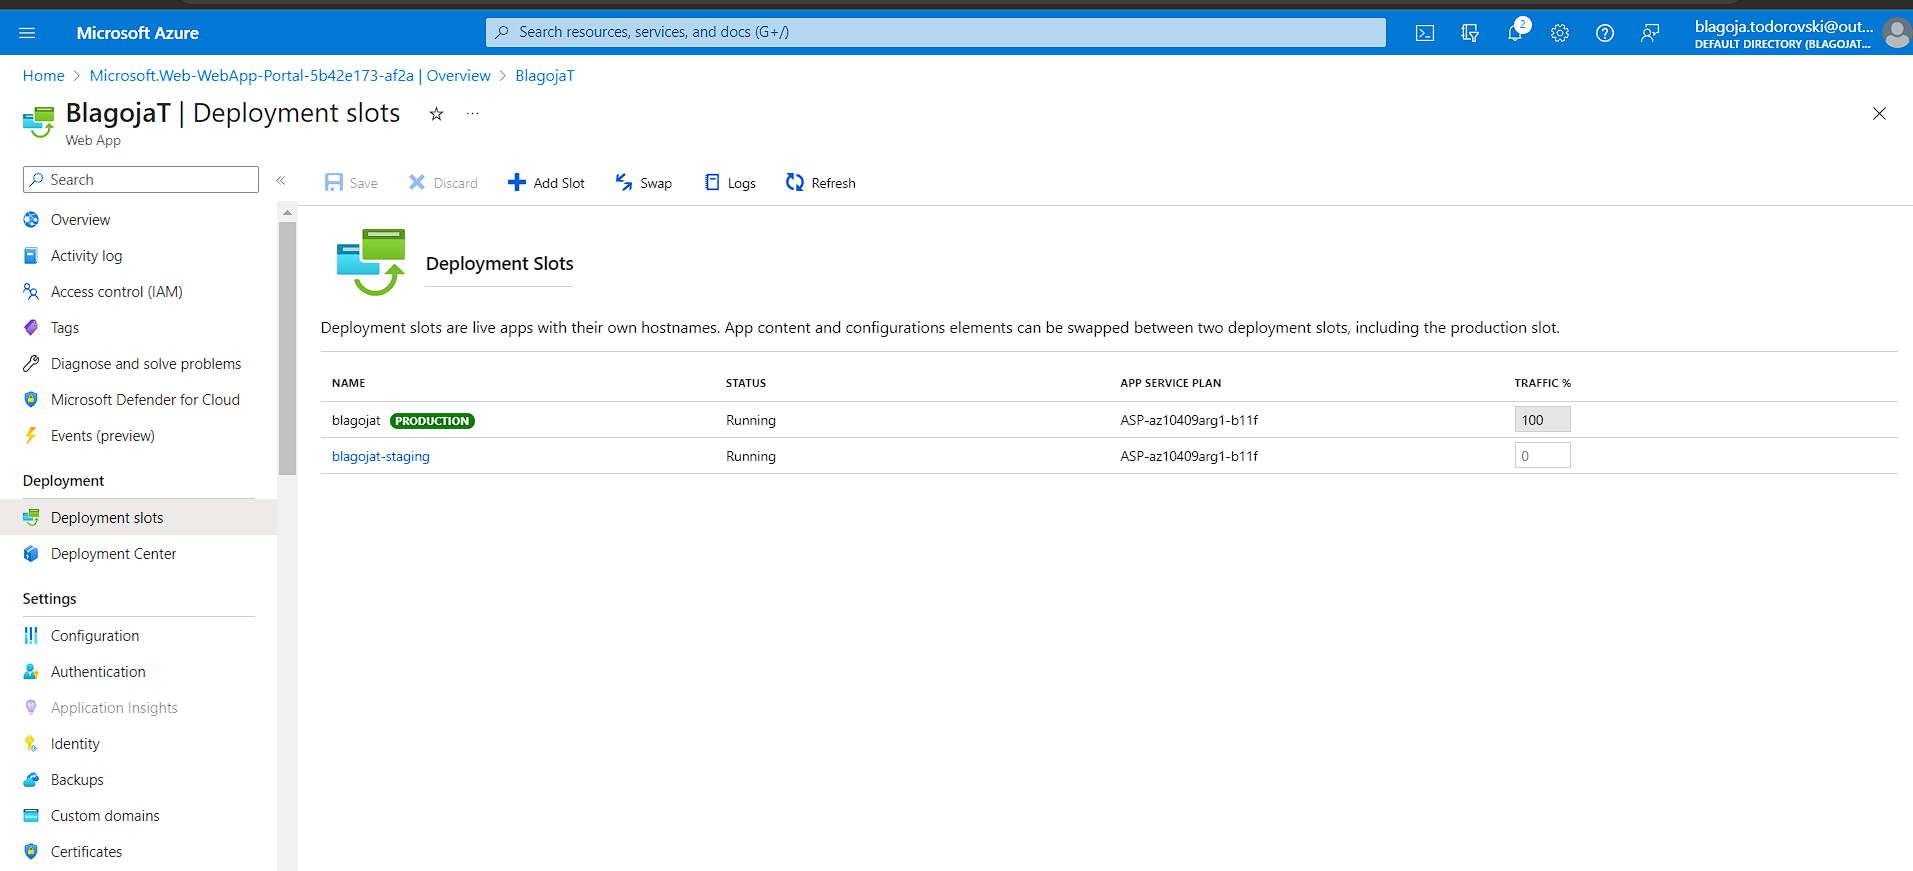 Microsoft Azure
Search resources, services, and docs (G+/)
2
blagoja.todorovski@out...
DEFAULT DIRECTORY (BLAGOJAT...
Home > Microsoft.Web-WebApp-Portal-5b42e173-af2a | Overview > BlagojaT
BlagojaT | Deployment slots ☆ ...
Web App
Search «
Save Discard Add Slot Swap Logs Refresh
Overview
Activity log
Access control (IAM)
Tags
Diagnose and solve problems
Microsoft Defender for Cloud
Events (preview)
Deployment
Deployment slots
Deployment Center
Settings
Configuration
Authentication
Application Insights
Identity
Backups
Custom domains
Certificates
Deployment Slots
Deployment slots are live apps with their own hostnames. App content and configurations elements can be swapped between two deployment slots, including the production slot.
NAME STATUS APP SERVICE PLAN TRAFFIC %
blagojat PRODUCTION Running ASP-az10409arg1-b11f 100
blagojat-staging Running ASP-az10409arg1-b11f 0